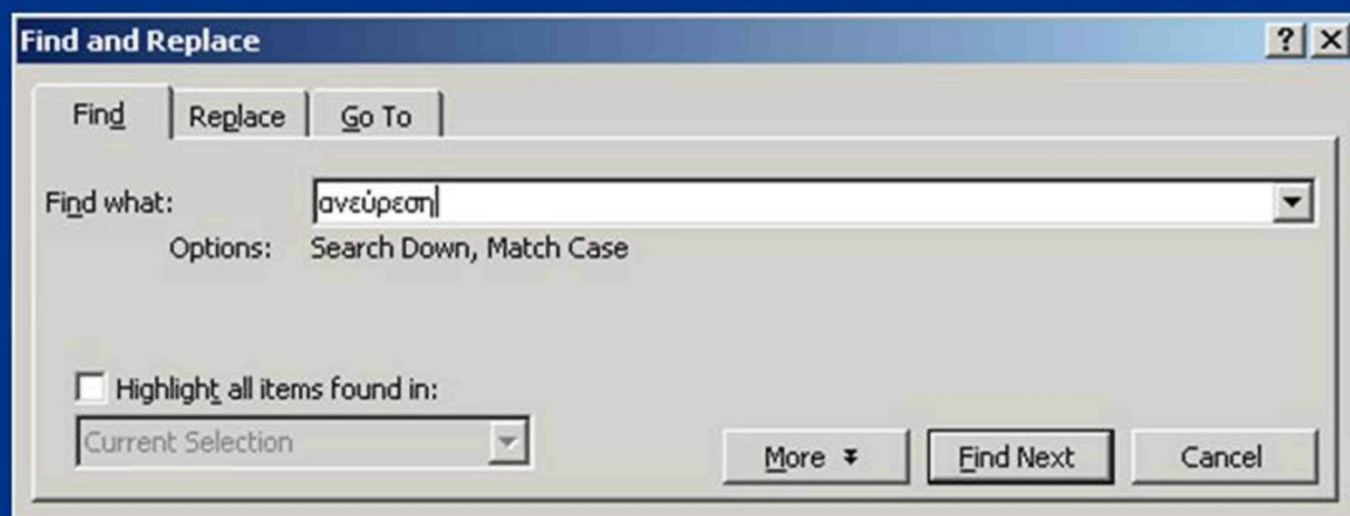 Find and Replace
Find Replace Go To
Find what: ανεύρεση
Options: Search Down, Match Case
Highlight all items found in:
Current Selection
More Find Next Cancel